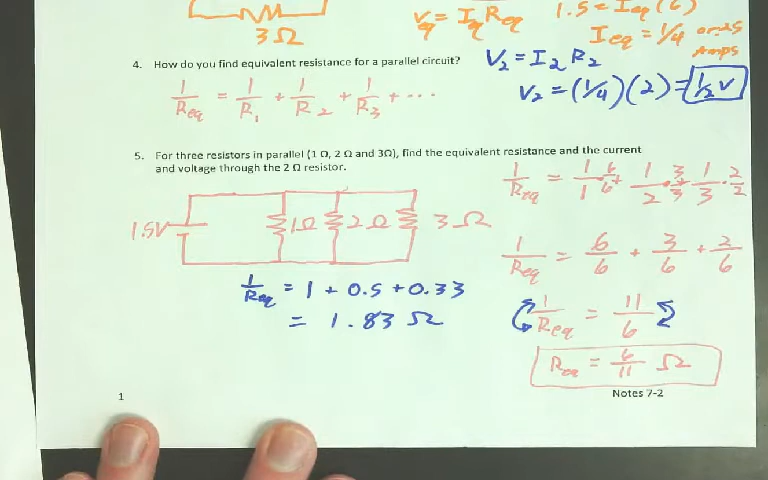 3 Ω
Veq = Ieq Req
1.5 = Ieq (6)
Ieq = 1/4 or .25 Amps
4. How do you find equivalent resistance for a parallel circuit?
V₂ = I₂ R₂
V₂ = (1/4)(2) = 1/2 V
1/Req = 1/R₁ + 1/R₂ + 1/R₃ + ...
5. For three resistors in parallel (1 Ω, 2 Ω and 3Ω), find the equivalent resistance and the current
and voltage through the 2 Ω resistor.
1/Req = 1/1 · 6/6 + 1/2 · 3/3 + 1/3 · 2/2
1.5V 1Ω 2Ω 3Ω
1/Req = 6/6 + 3/6 + 2/6
1/Req = 1 + 0.5 + 0.33
= 1.83 Ω
1/Req = 11/6
Req = 6/11 Ω
1
Notes 7-2